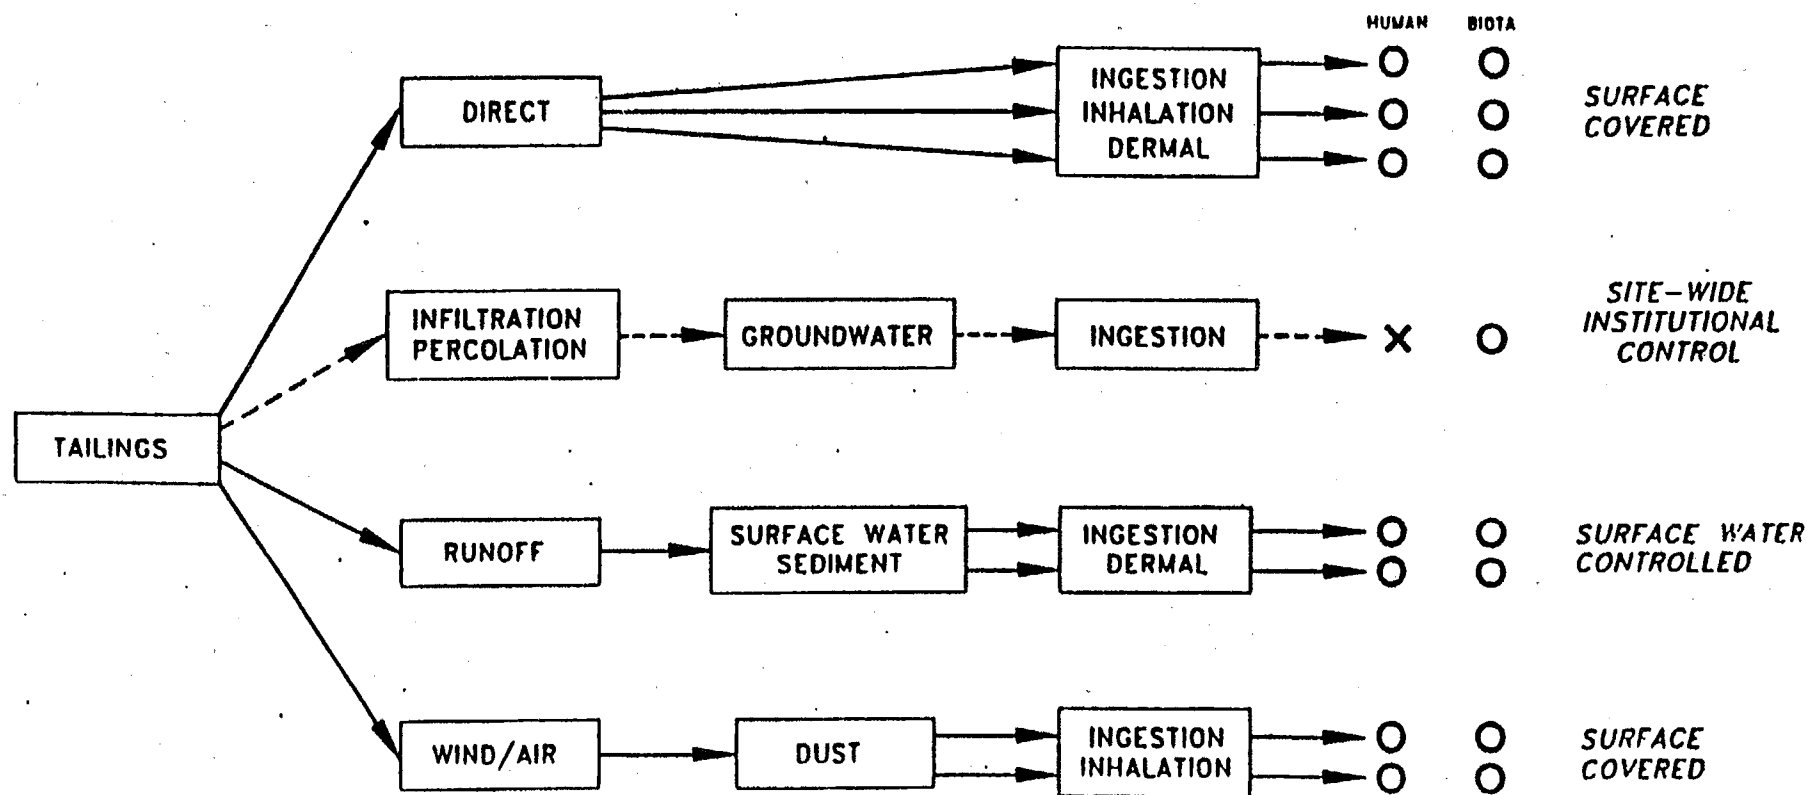 HUMAN BIOTA
DIRECT
INGESTION
INHALATION
DERMAL
O O
O O
O O
SURFACE
COVERED
INFILTRATION
PERCOLATION
GROUNDWATER
INGESTION
X O
SITE-WIDE
INSTITUTIONAL
CONTROL
TAILINGS
RUNOFF
SURFACE WATER
SEDIMENT
INGESTION
DERMAL
O O
O O
SURFACE WATER
CONTROLLED
WIND/AIR
DUST
INGESTION
INHALATION
O O
O O
SURFACE
COVERED